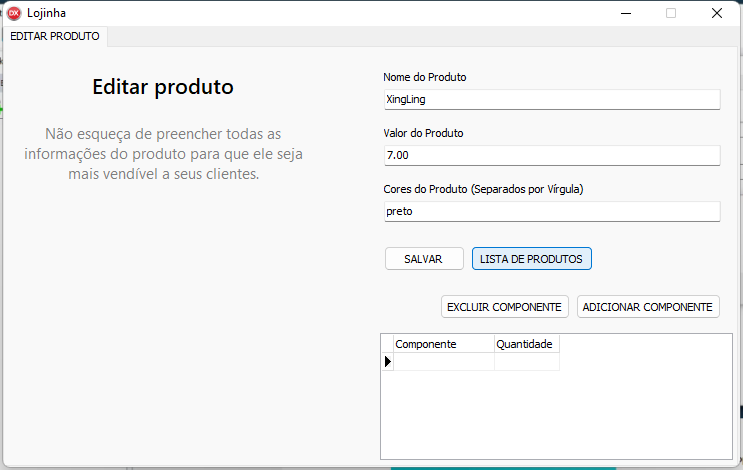 Lojinha
EDITAR PRODUTO
Editar produto
Não esqueça de preencher todas as
informações do produto para que ele seja
mais vendível a seus clientes.
Nome do Produto
XingLing
Valor do Produto
7.00
Cores do Produto (Separados por Vírgula)
preto
SALVAR
LISTA DE PRODUTOS
EXCLUIR COMPONENTE
ADICIONAR COMPONENTE
Componente
Quantidade